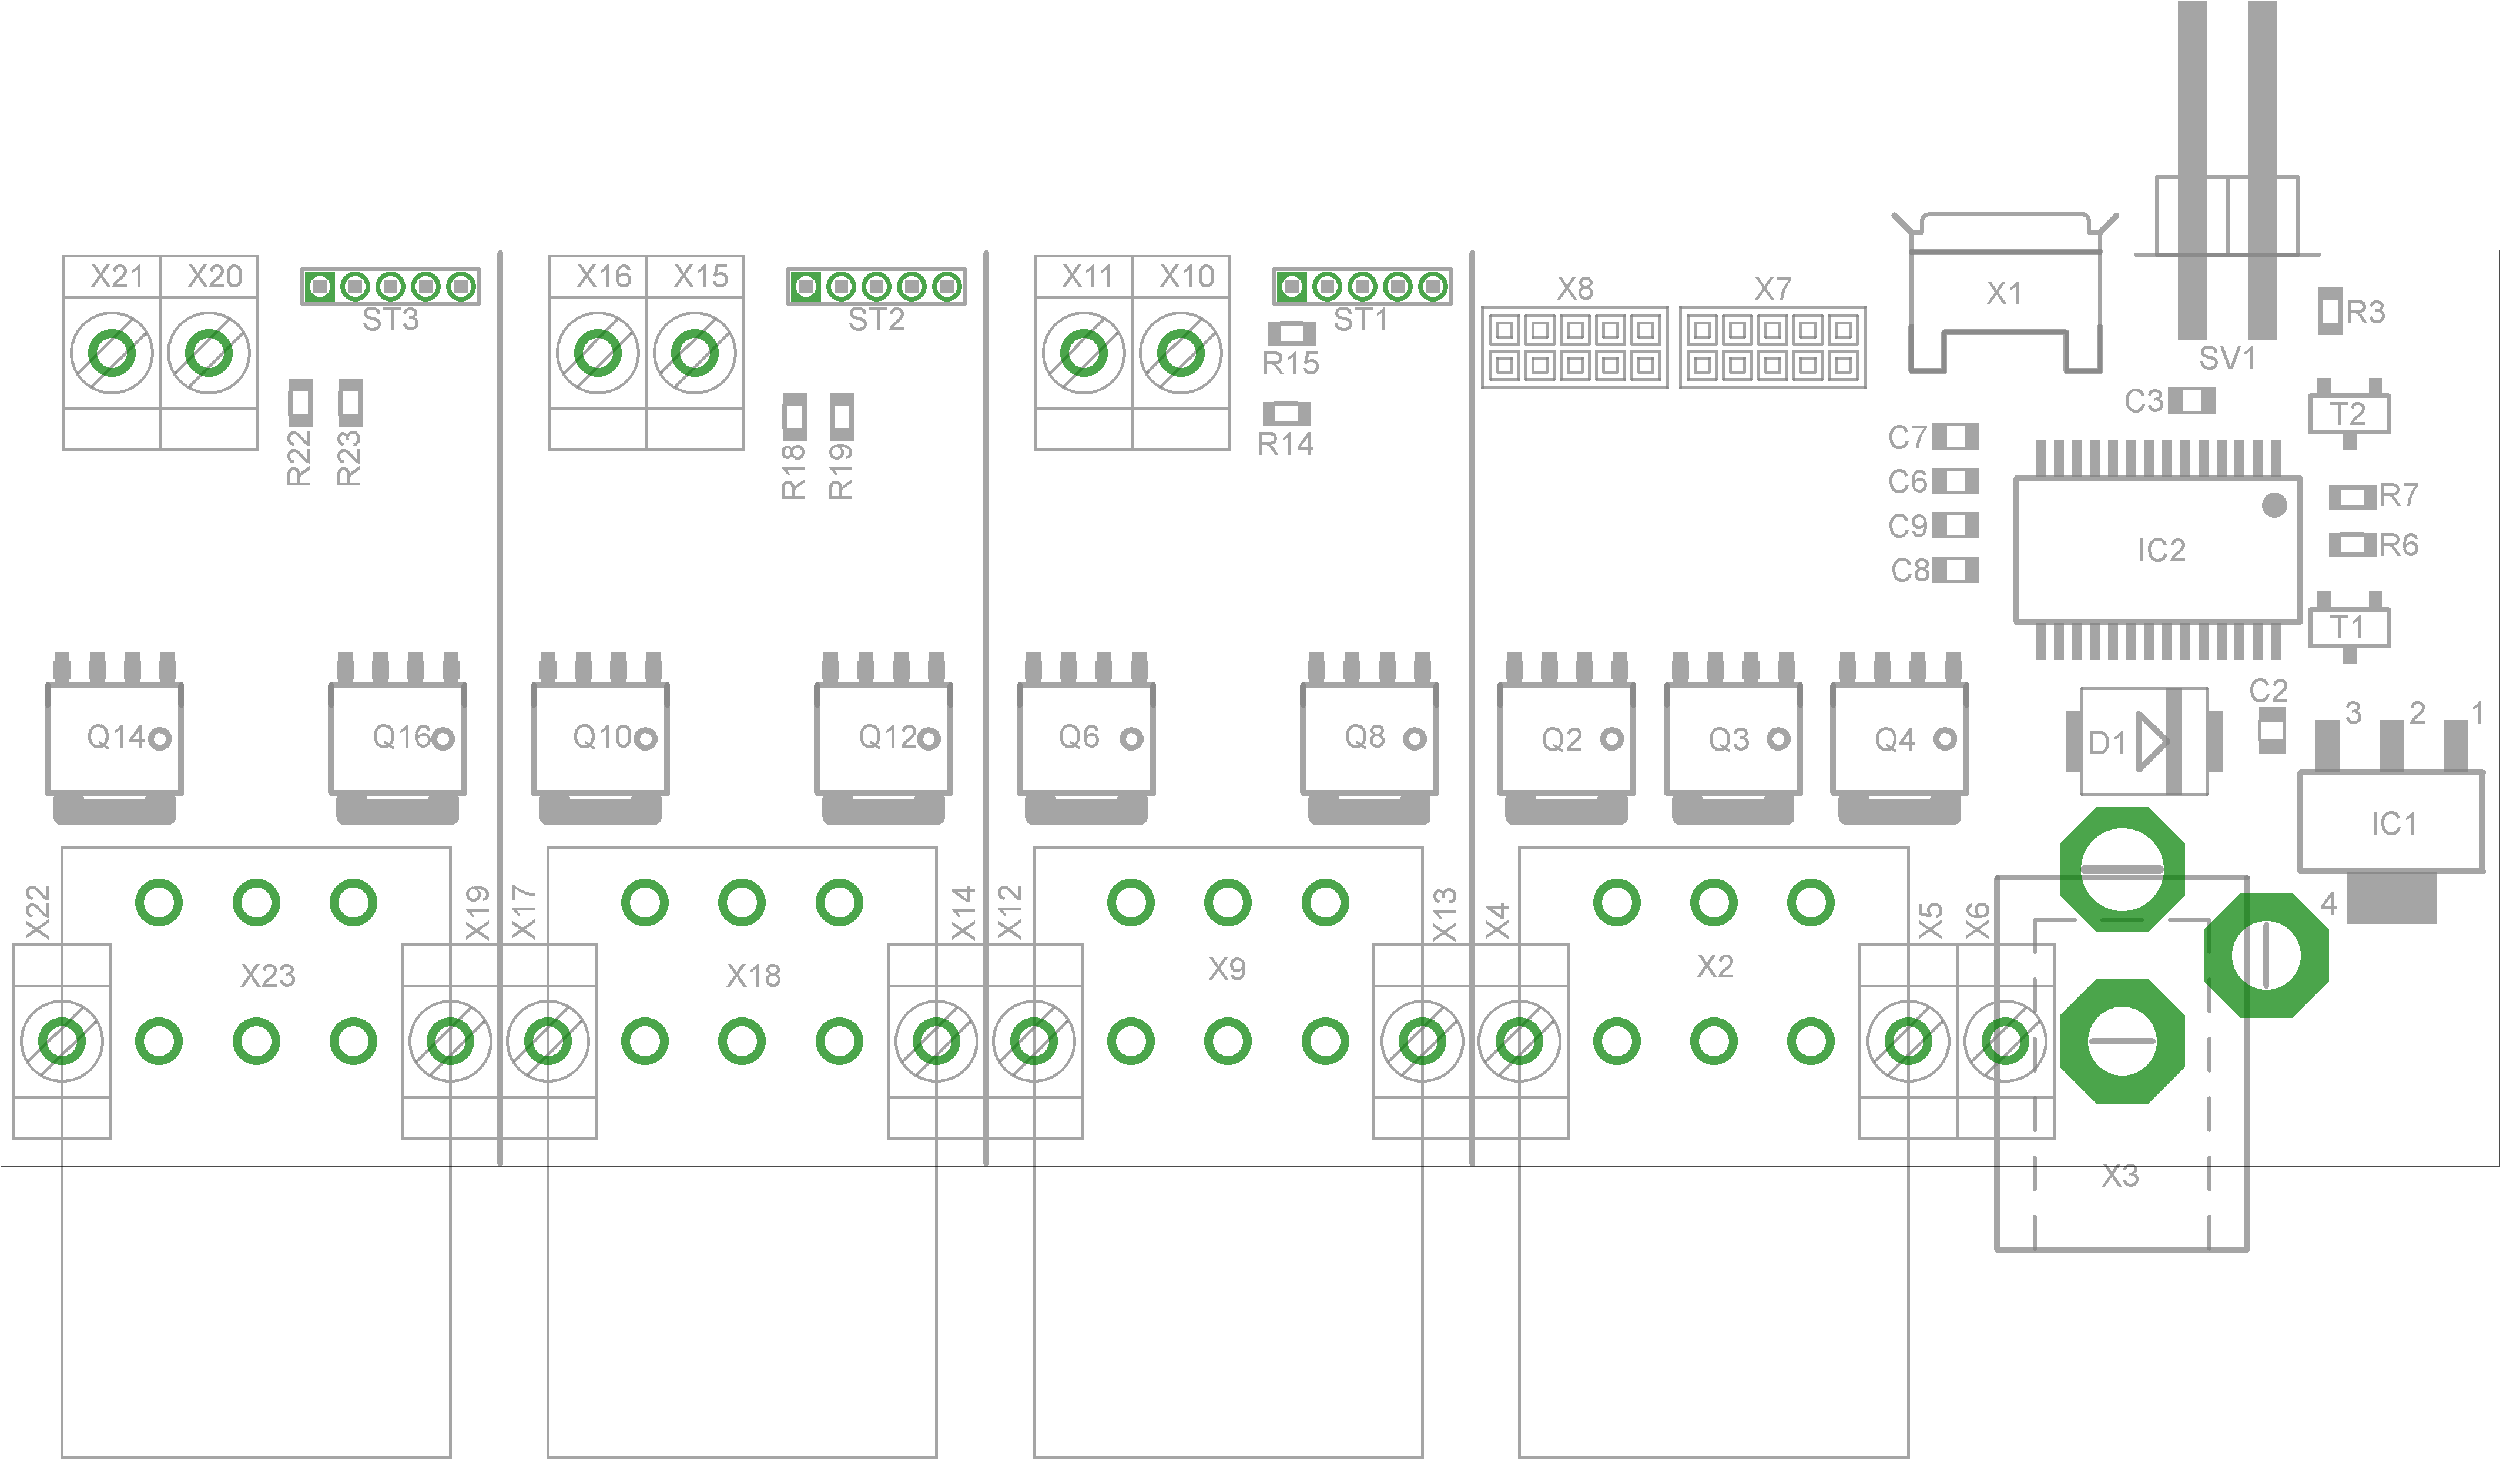 X21 X20 X16 X15 X11 X10
X8 X7 X1
ST3 ST2 ST1
R3
R15
SV1
C3
T2
R22 R23
R18 R19
R14
C7
C6
R7
C9
R6
IC2
C8
T1
C2
3 2 1
Q14 Q16 Q10 Q12 Q6 Q8 Q2 Q3 Q4
D1
IC1
X22 X19 X17 X14 X12 X13 X4 X5 X6
4
X23 X18 X9 X2
X3